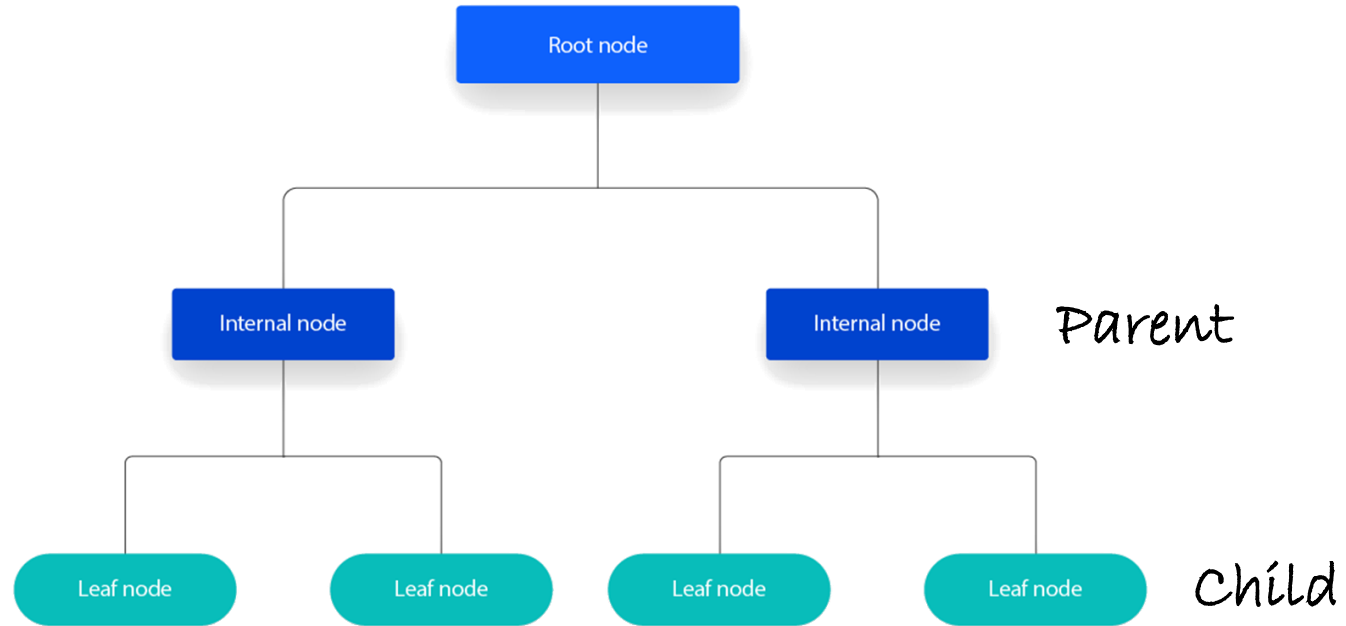 Root node
Internal node
Internal node
Parent
Leaf node
Leaf node
Leaf node
Leaf node
Child